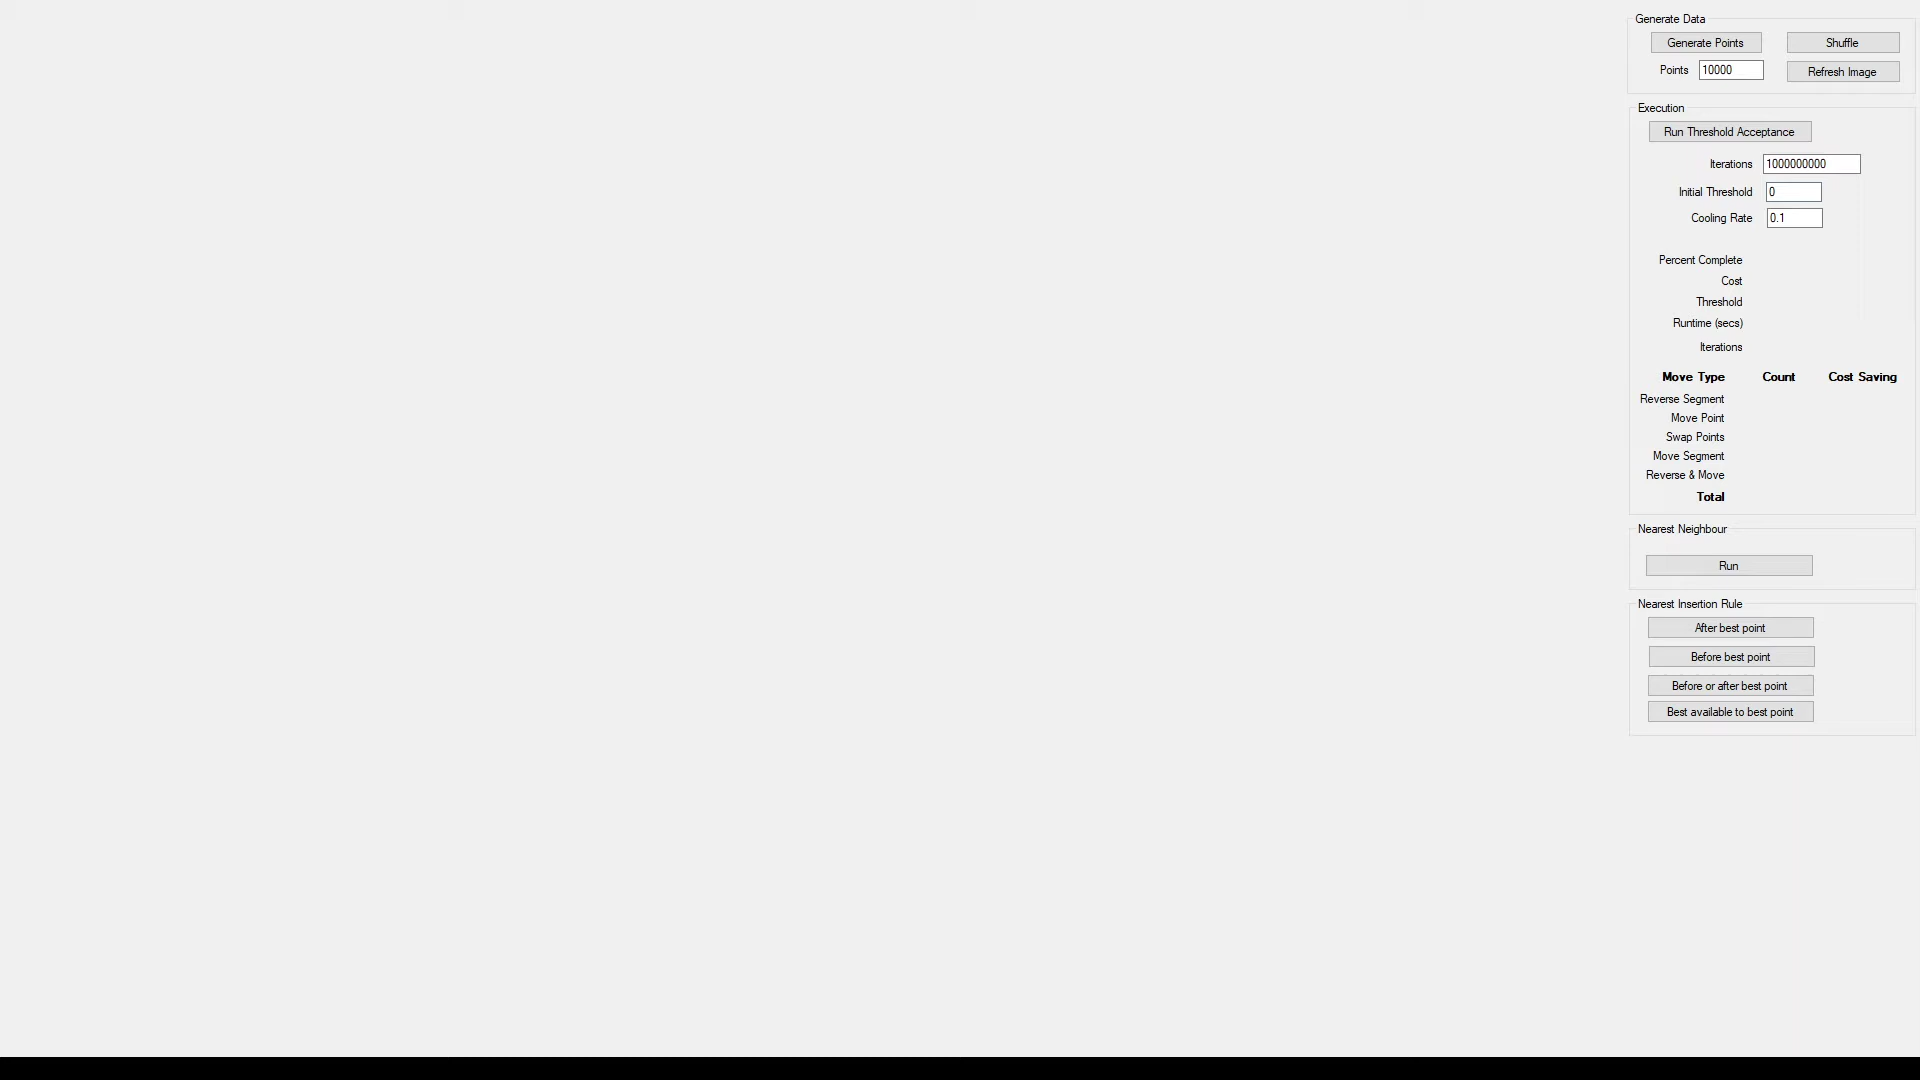 Generate Data
Generate Points Shuffle
Points 10000 Refresh Image
Execution
Run Threshold Acceptance
Iterations 1000000000
Initial Threshold 0
Cooling Rate 0.1
Percent Complete
Cost
Threshold
Runtime (secs)
Iterations
Move Type Count Cost Saving
Reverse Segment
Move Point
Swap Points
Move Segment
Reverse & Move
Total
Nearest Neighbour
Run
Nearest Insertion Rule
After best point
Before best point
Before or after best point
Best available to best point